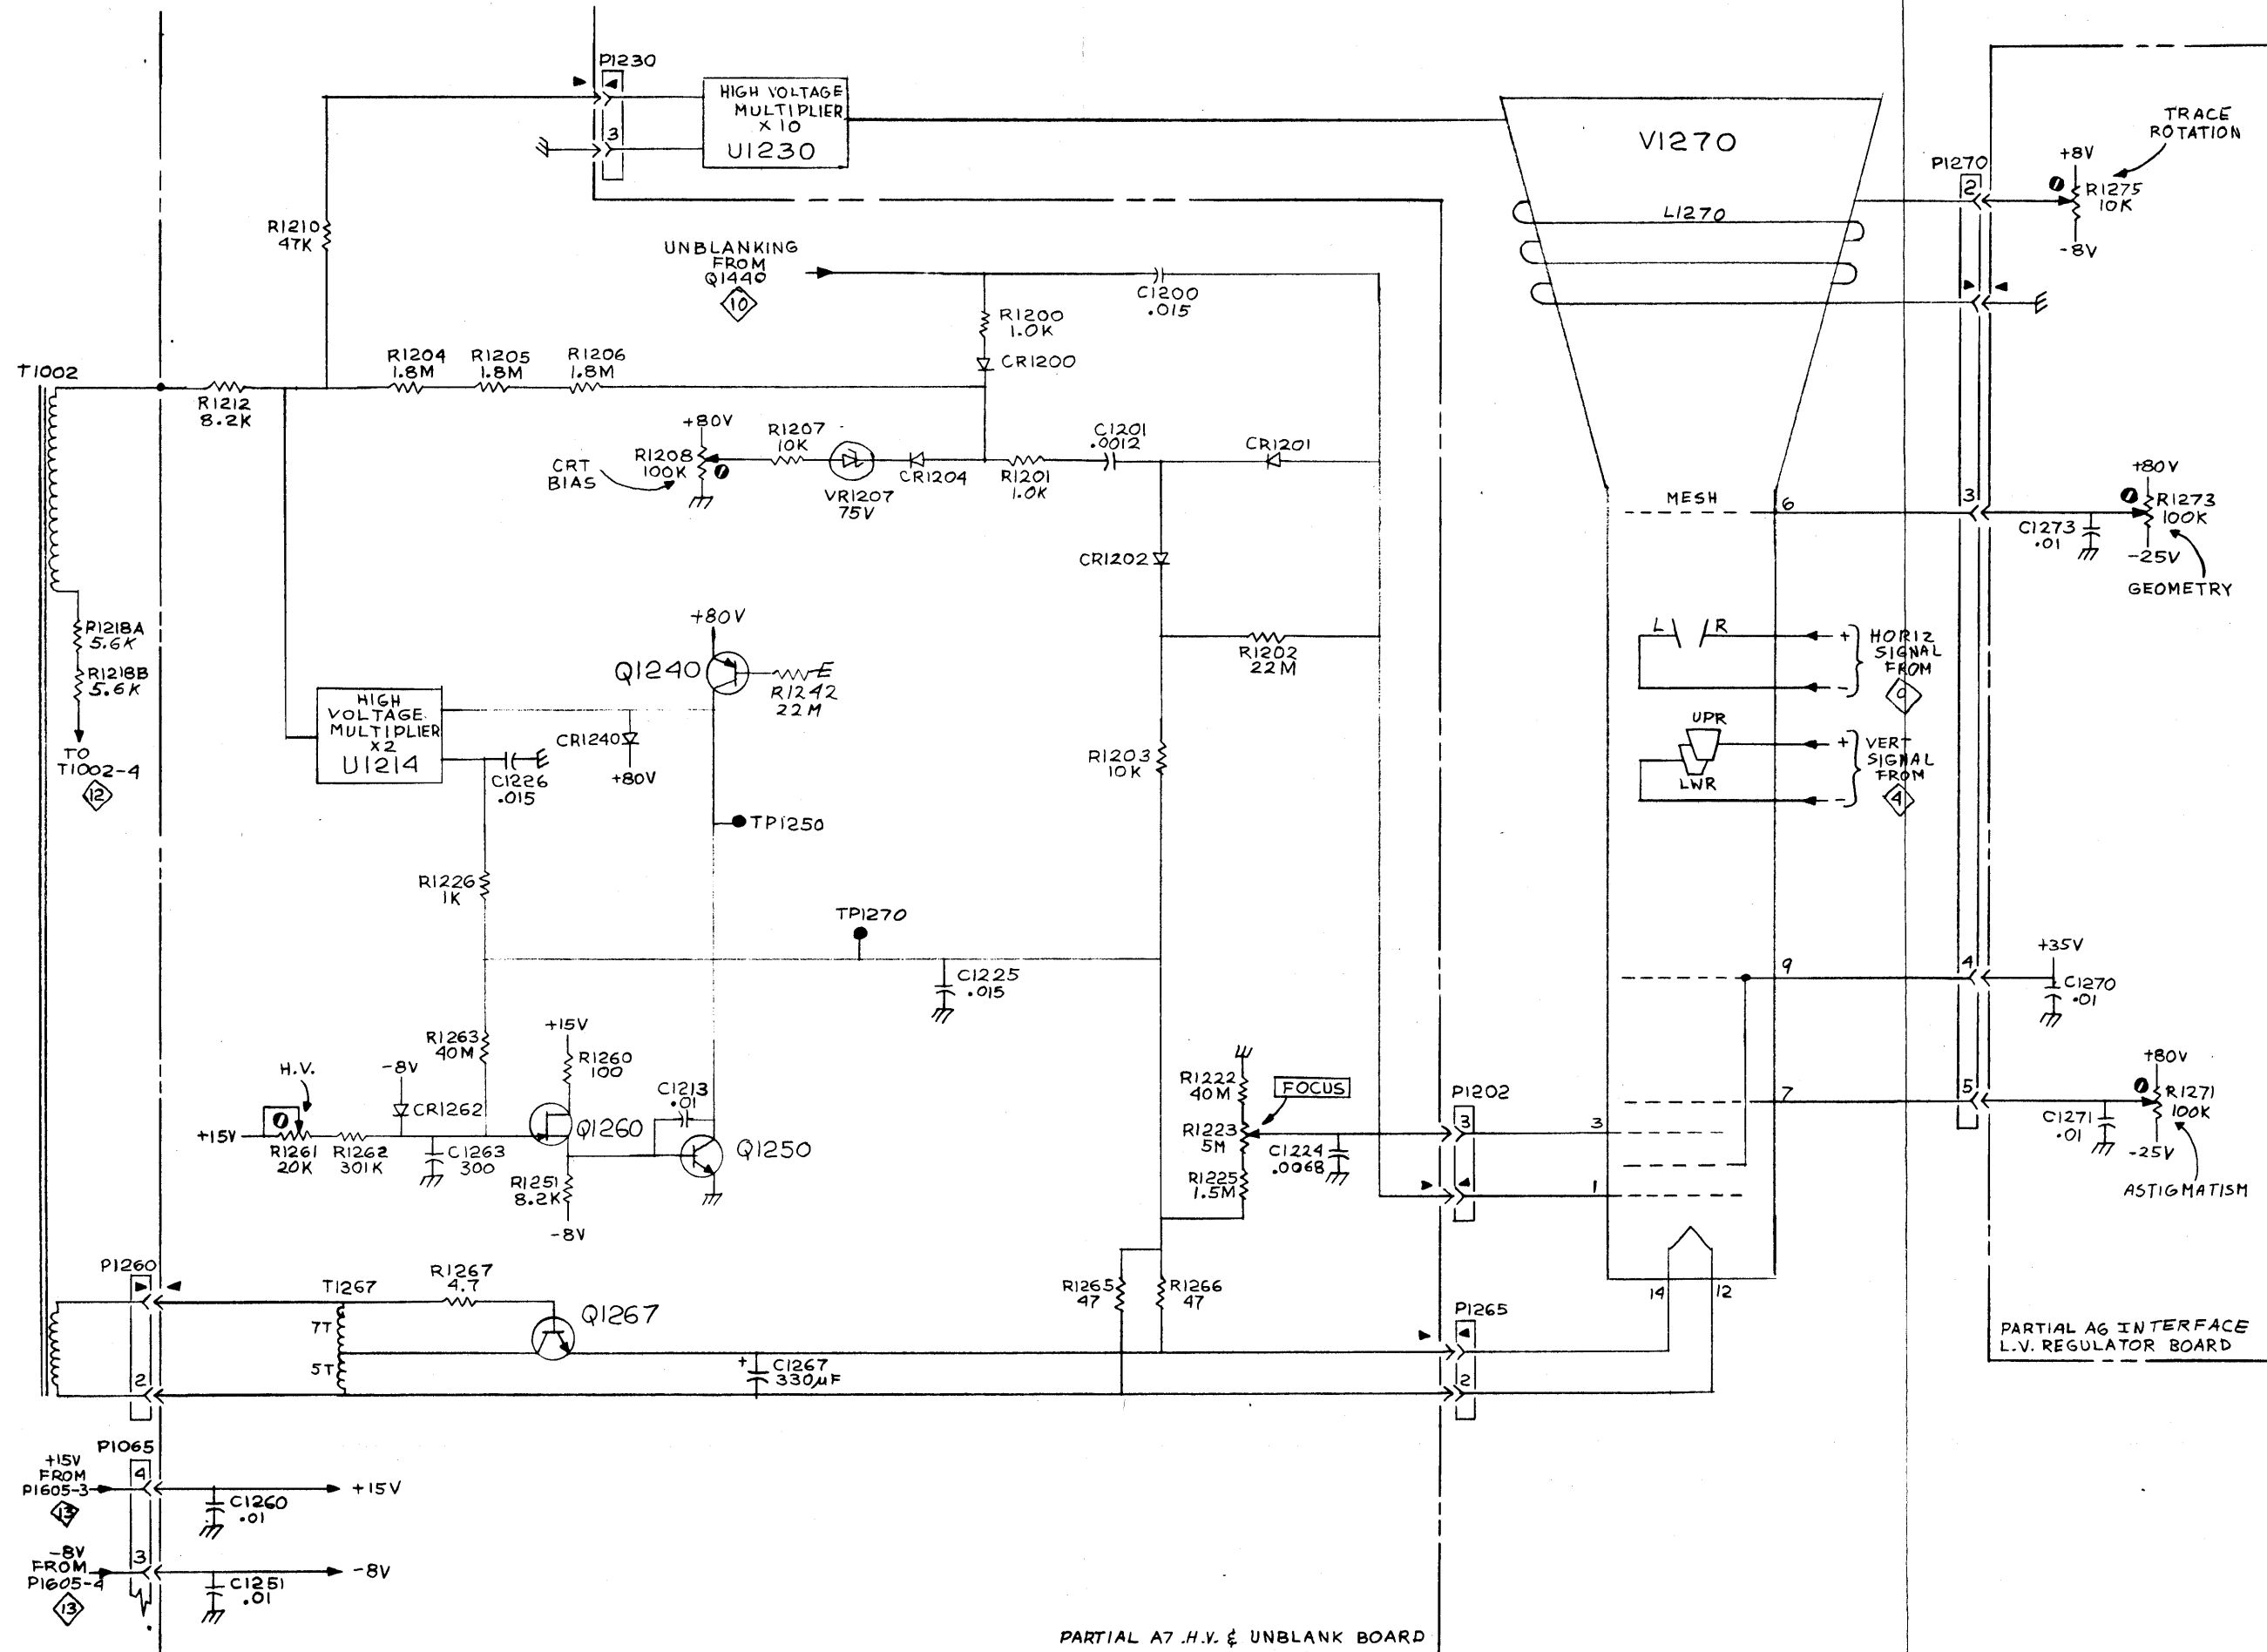 P1230
3
HIGH VOLTAGE
MULTIPLIER
X 10
U1230
R1210
47K
UNBLANKING
FROM
Q1440
10
C1200
.015
R1200
1.0K
CR1200
T1002
R1212
8.2K
R1204
1.8M
R1205
1.8M
R1206
1.8M
+80V
R1208
100K
CRT
BIAS
R1207
10K
VR1207
75V
CR1204
R1201
1.0K
C1201
.0012
CR1201
CR1202
R1202
22M
R1203
10K
R1218A
5.6K
R1218B
5.6K
TO
T1002-4
12
HIGH
VOLTAGE
MULTIPLIER
X2
U1214
+80V
Q1240
R1242
22M
CR1240
+80V
C1226
.015
TP1250
R1226
1K
TP1270
C1225
.015
R1263
40M
+15V
R1260
100
H.V.
-8V
CR1262
+15V
R1261
20K
R1262
301K
C1263
300
Q1260
C1213
.01
Q1250
R1251
8.2K
-8V
R1222
40M
FOCUS
R1223
5M
R1225
1.5M
C1224
.0068
P1202
3
P1260
2
T1267
7T
5T
R1267
4.7
Q1267
C1267
330µF
+
R1265
47
R1266
47
P1265
2
P1065
+15V
FROM
P1605-3
13
4
C1260
.01
+15V
-8V
FROM
P1605-4
13
3
C1251
.01
-8V
PARTIAL A7 .H.V. & UNBLANK BOARD
V1270
L1270
MESH
6
L
R
+
-
HORIZ
SIGNAL
FROM
UPR
LWR
+
-
VERT
SIGNAL
FROM
4
9
7
3
1
14
12
P1270
2
3
4
5
TRACE
ROTATION
+8V
R1275
10K
-8V
+80V
R1273
100K
C1273
.01
-25V
GEOMETRY
+35V
C1270
.01
+80V
R1271
100K
C1271
.01
-25V
ASTIGMATISM
PARTIAL A6 INTERFACE
L.V. REGULATOR BOARD